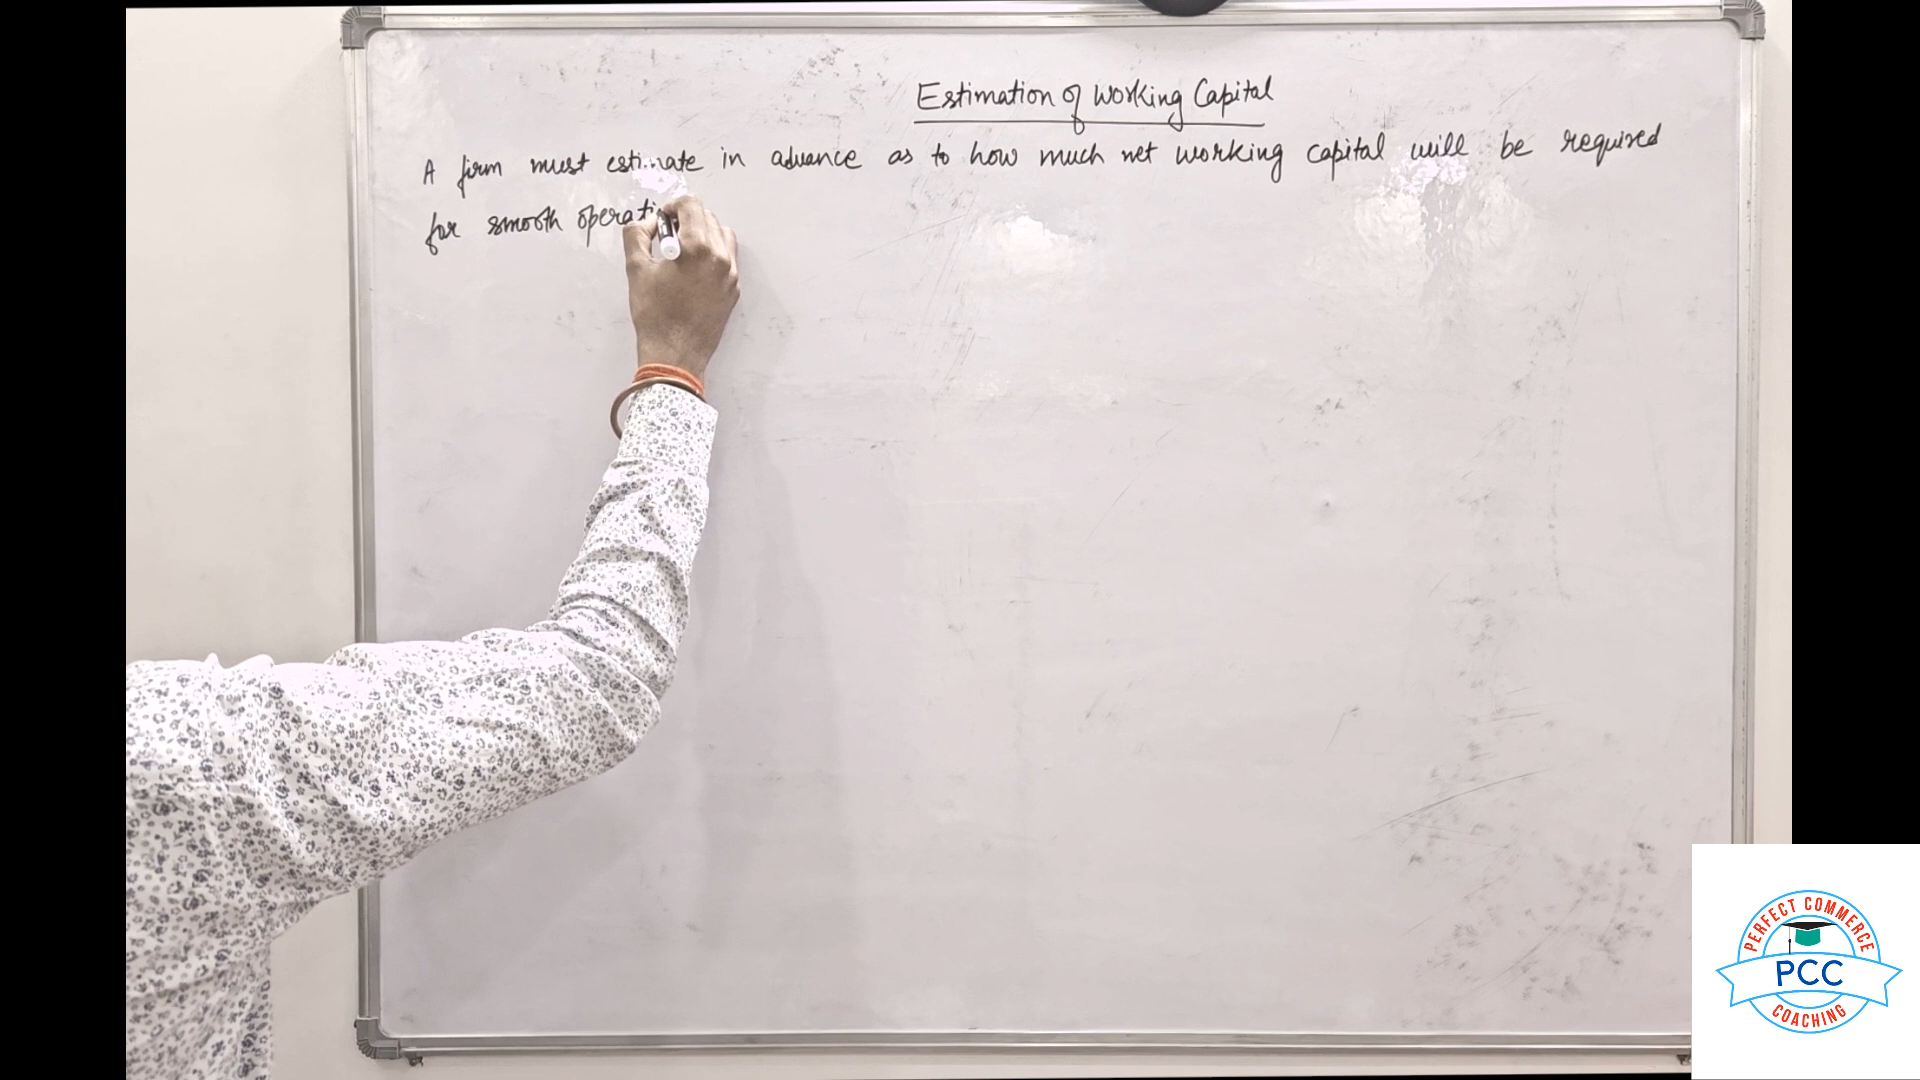 Estimation of Working Capital
A firm must estimate in advance as to how much net working capital will be required
for smooth operati
PERFECT COMMERCE
PCC
COACHING